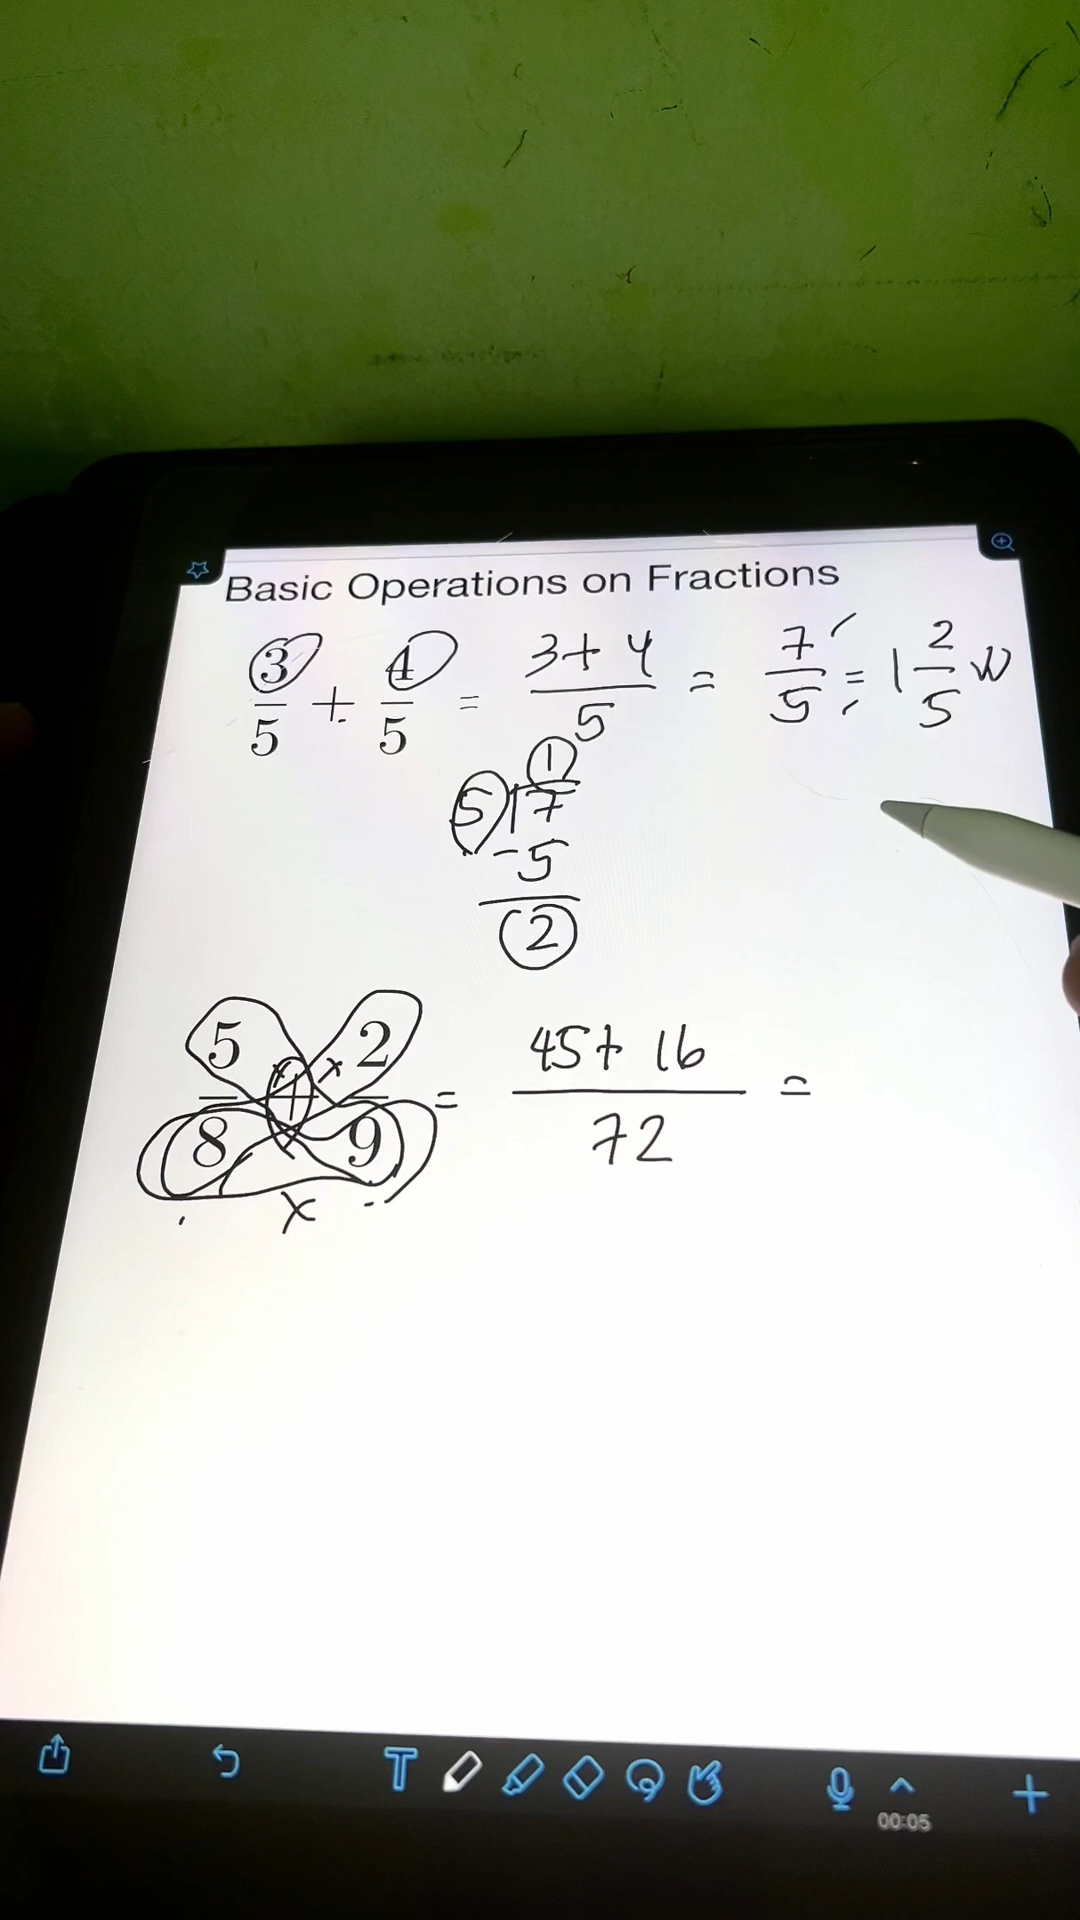 Basic Operations on Fractions
3/5 + 4/5 = (3+4)/5 = 7/5 = 1 2/5
1
5 7
-5
2
5/8 + 2/9 = (45+16)/72 =
x x
x
T
00:05